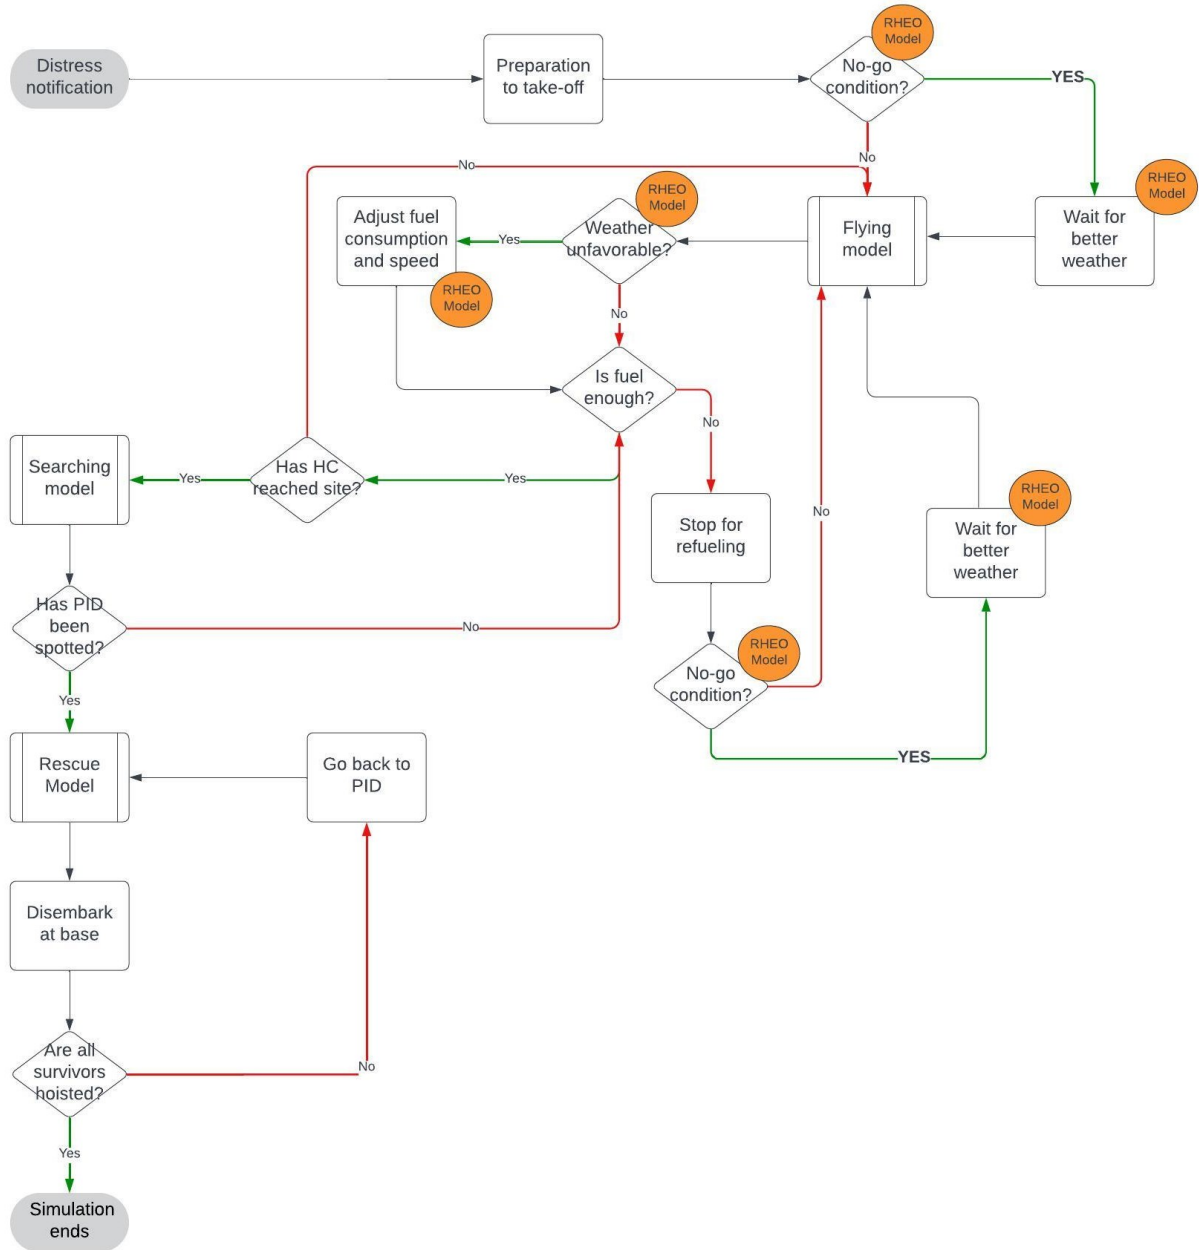 RHEO
Model
Distress
notification
Preparation
to take-off
No-go
condition?
YES
No
No
RHEO
Model
RHEO
Model
Adjust fuel
consumption
and speed
Yes
Weather
unfavorable?
Flying
model
Wait for
better
weather
RHEO
Model
No
Is fuel
enough?
No
Searching
model
Yes
Has HC
reached site?
Yes
RHEO
Model
Stop for
refueling
No
Wait for
better
weather
Has PID
been
spotted?
No
RHEO
Model
No-go
condition?
Yes
YES
Rescue
Model
Go back to
PID
Disembark
at base
Are all
survivors
hoisted?
No
Yes
Simulation
ends